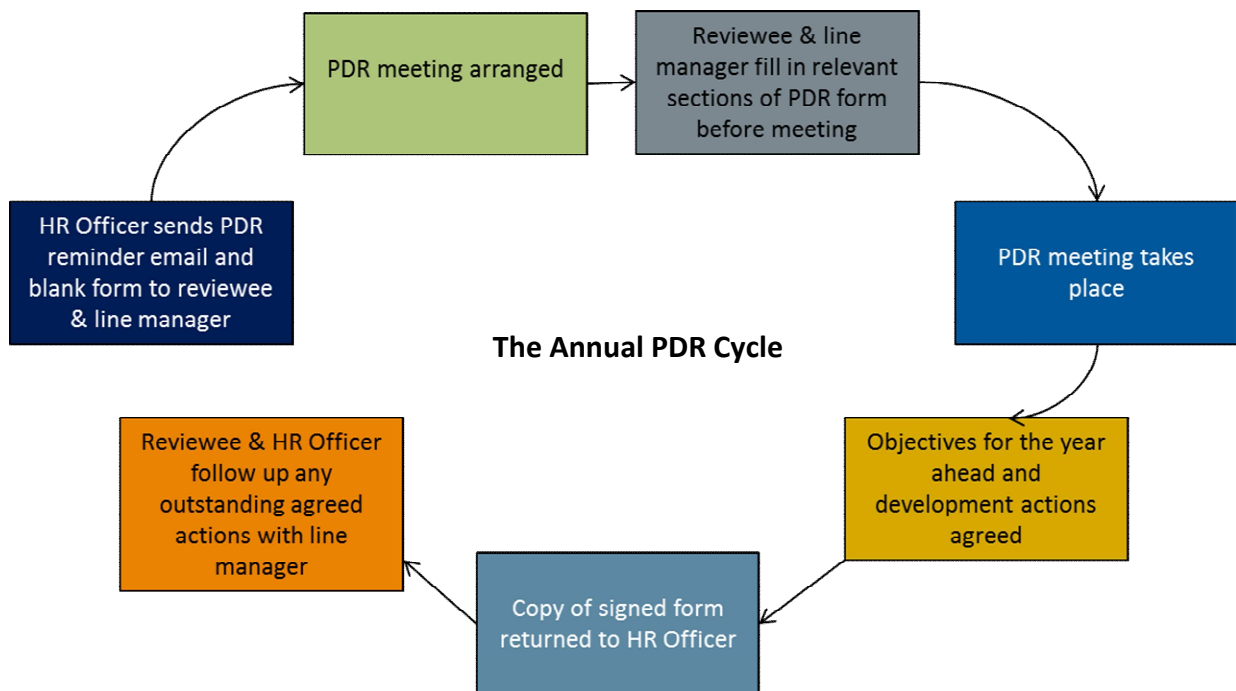 PDR meeting arranged
Reviewee & line
manager fill in relevant
sections of PDR form
before meeting
HR Officer sends PDR
reminder email and
blank form to reviewee
& line manager
PDR meeting takes
place
The Annual PDR Cycle
Reviewee & HR Officer
follow up any
outstanding agreed
actions with line
manager
Objectives for the year
ahead and
development actions
agreed
Copy of signed form
returned to HR Officer